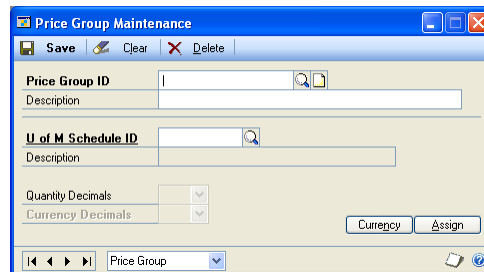 Price Group Maintenance
Save Clear Delete
Price Group ID
Description
U of M Schedule ID
Description
Quantity Decimals
Currency Decimals
Currency Assign
Price Group